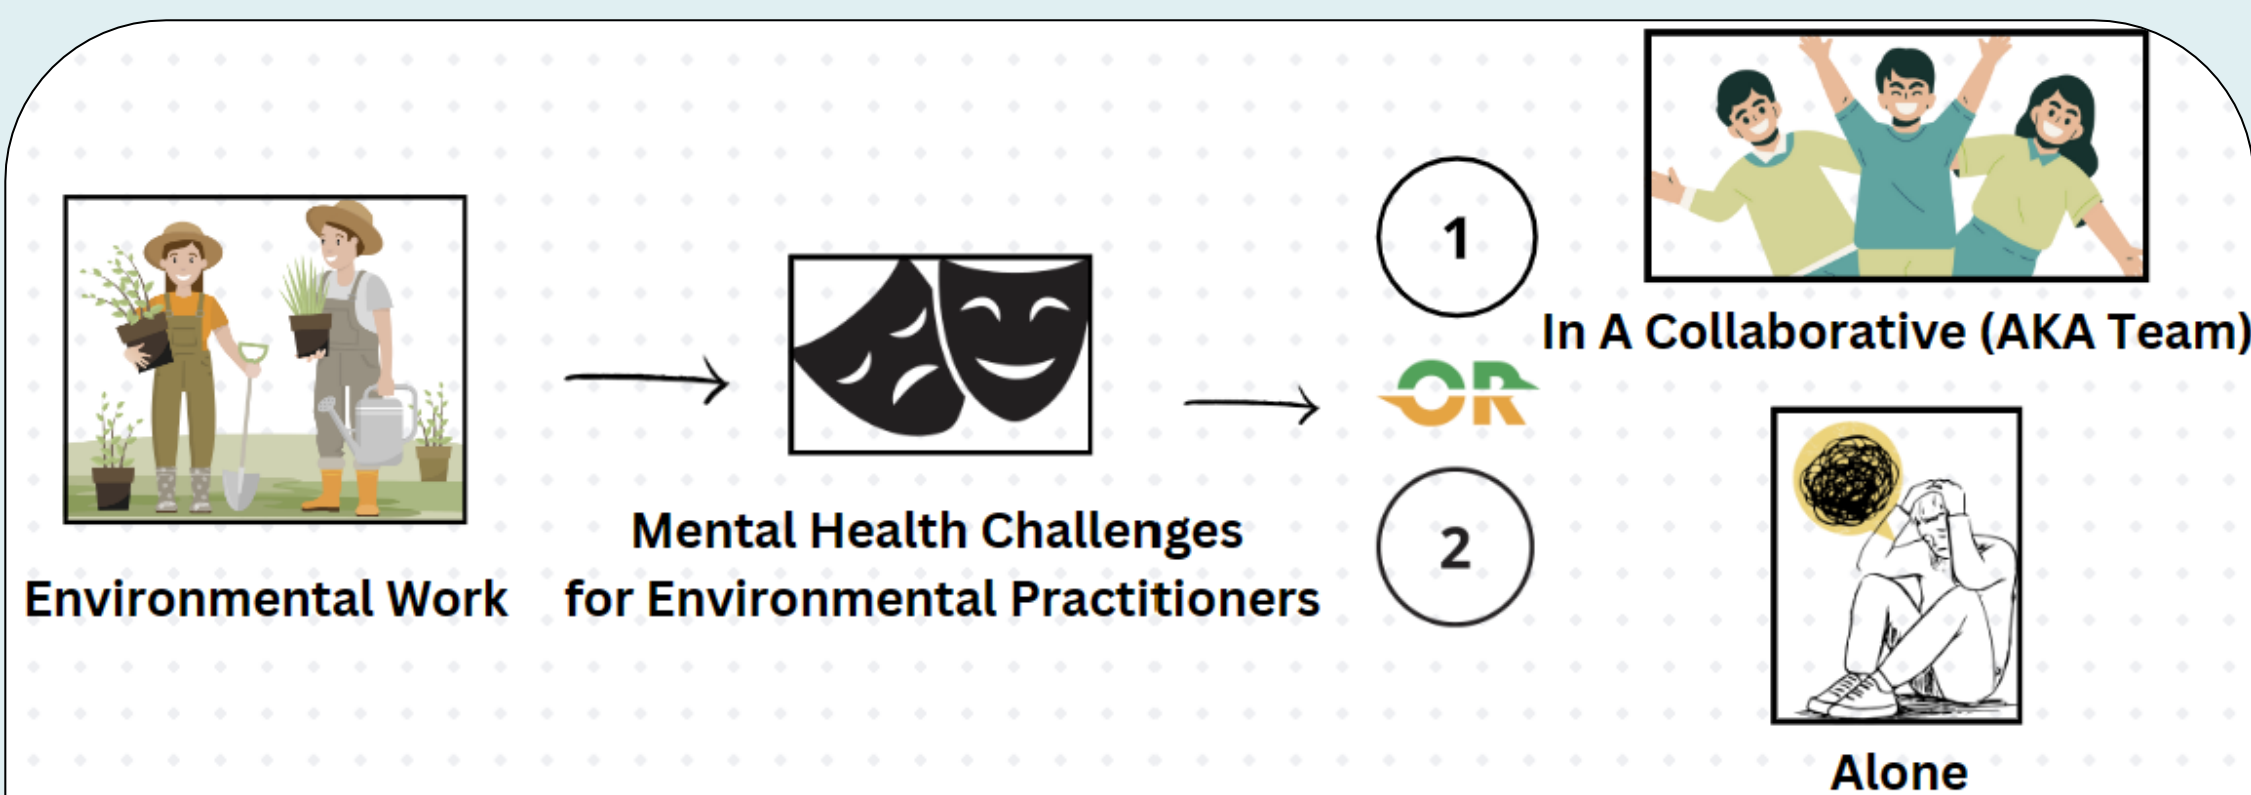 Environmental Work
Mental Health Challenges
for Environmental Practitioners
1
OR
2
In A Collaborative (AKA Team)
Alone